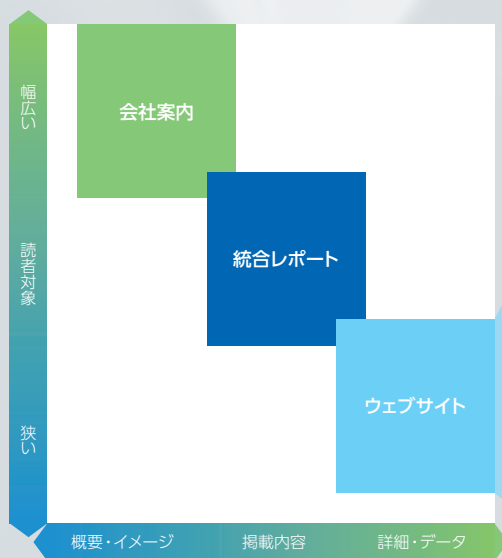 幅広い
会社案内
読者対象
統合レポート
狭い
ウェブサイト
概要・イメージ
掲載内容
詳細・データ